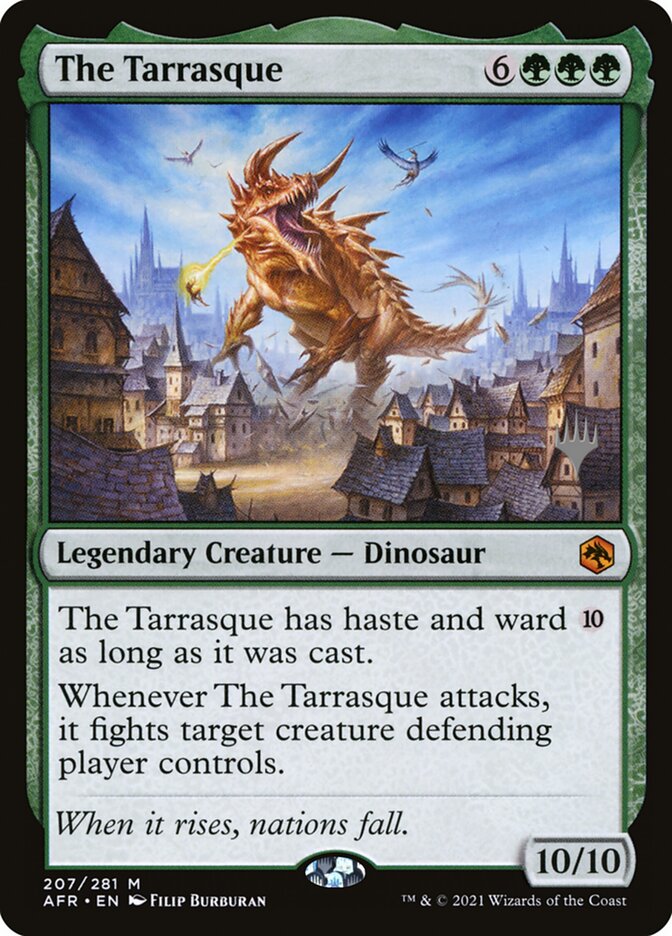 The Tarrasque 6
Legendary Creature — Dinosaur
The Tarrasque has haste and ward 10
as long as it was cast.
Whenever The Tarrasque attacks,
it fights target creature defending
player controls.
When it rises, nations fall.
10/10
207/281 M
AFR • EN Filip Burburan
™ & © 2021 Wizards of the Coast